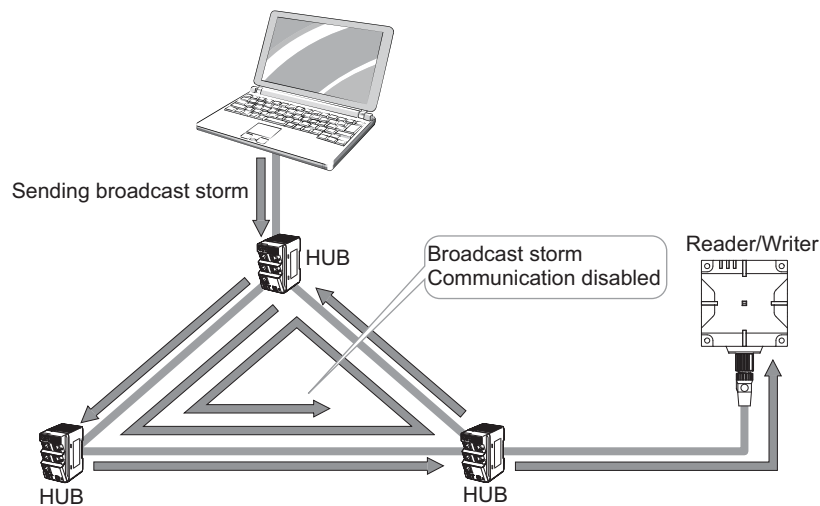 Sending broadcast storm
HUB
Broadcast storm
Communication disabled
Reader/Writer
HUB
HUB